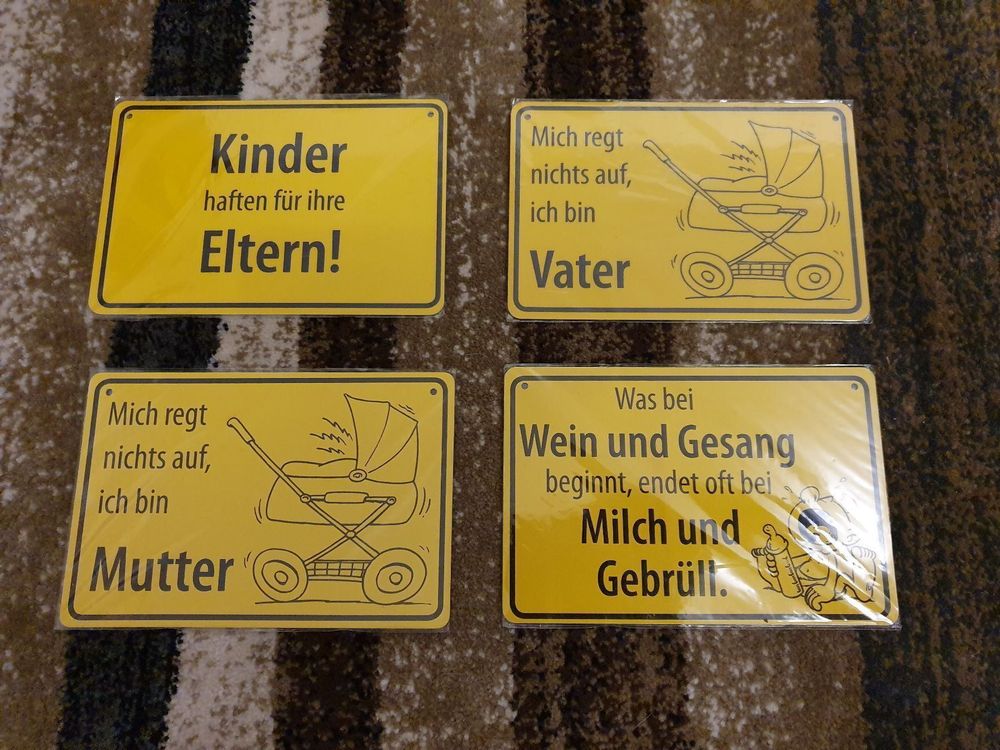 Kinder
haften für ihre
Eltern!
Mich regt
nichts auf,
ich bin
Vater
Mich regt
nichts auf,
ich bin
Mutter
Was bei
Wein und Gesang
beginnt, endet oft bei
Milch und
Gebrüll.